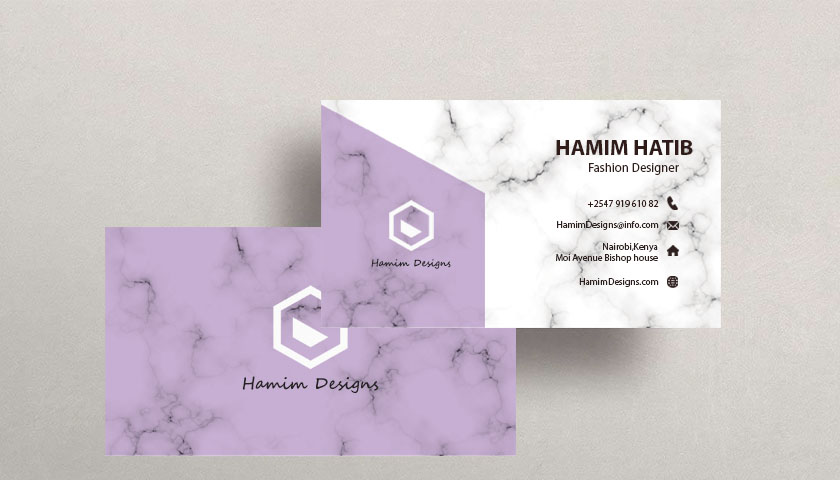 HAMIM HATIB
Fashion Designer
+2547 919 610 82
HamimDesigns@info.com
Nairobi,Kenya
Moi Avenue Bishop house
HamimDesigns.com
Hamim Designs
Hamim Designs